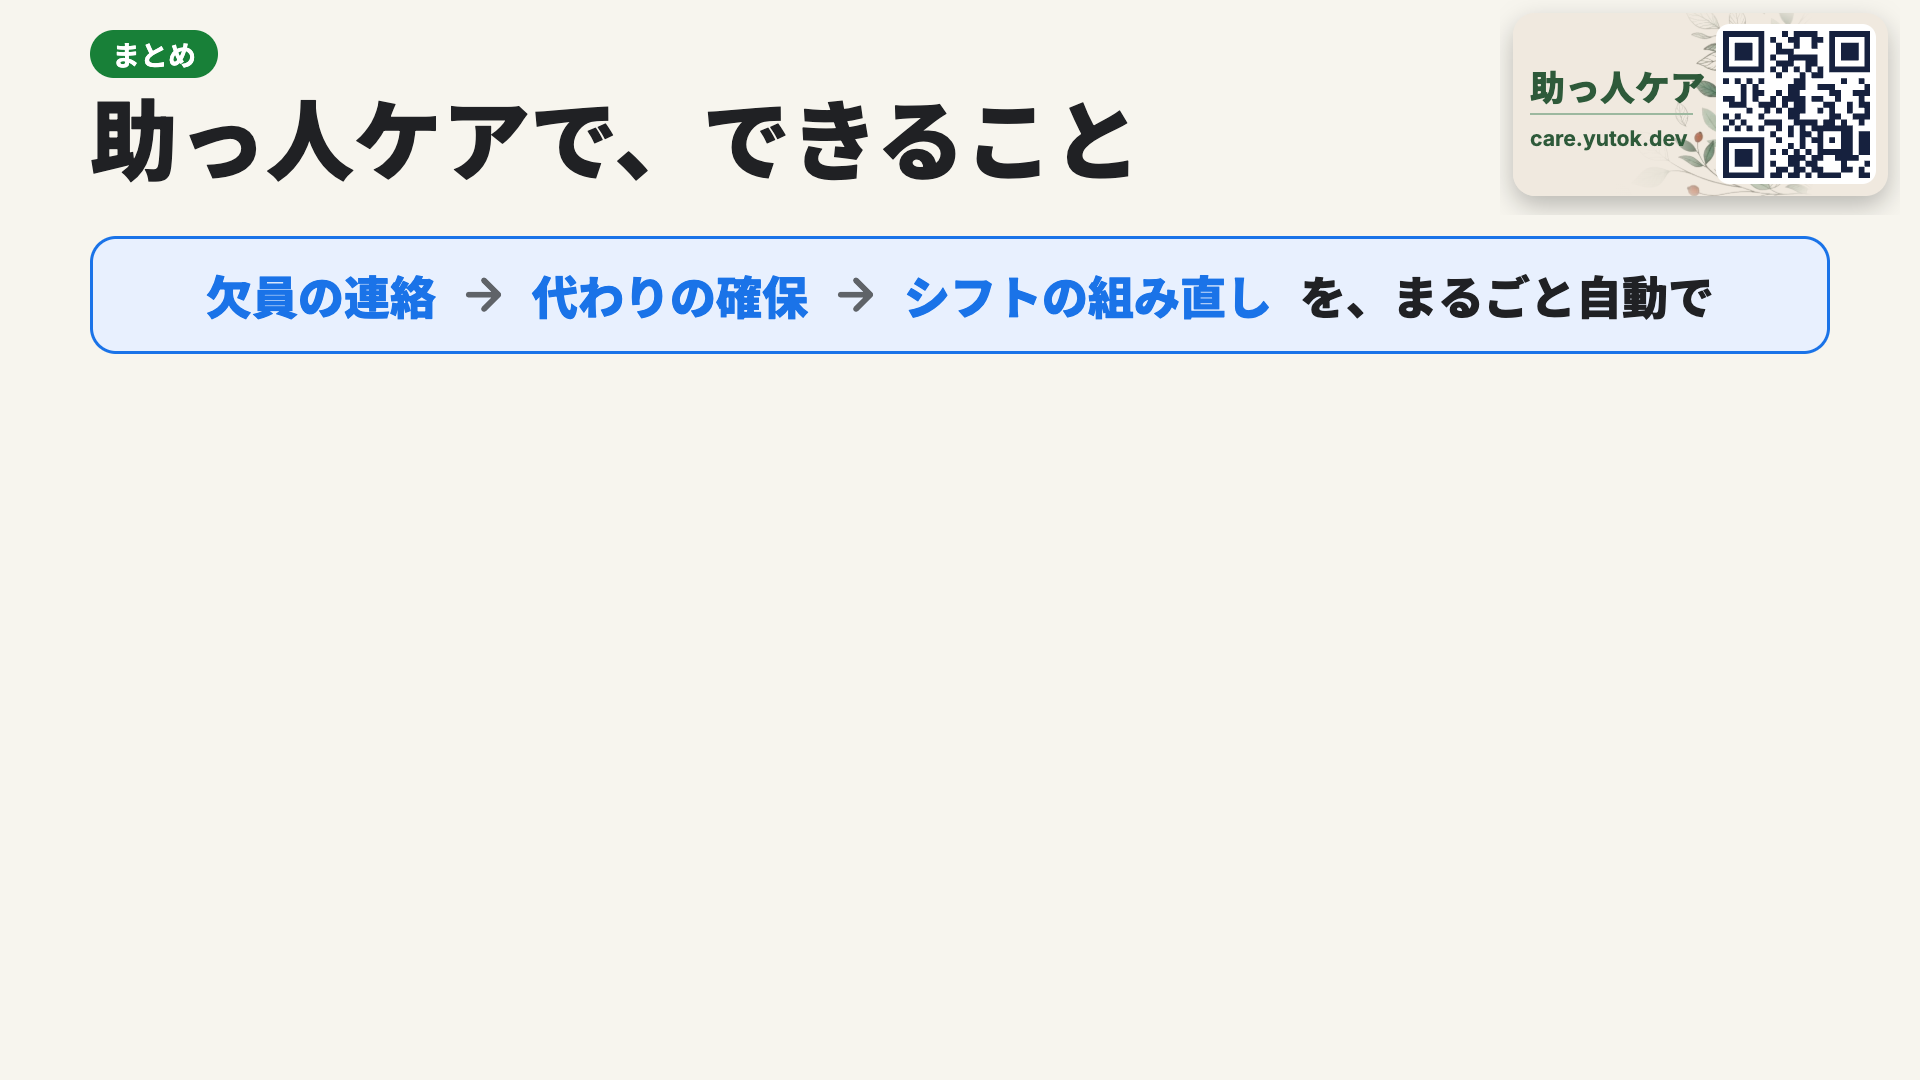 まとめ
助っ人ケアで、できること
助っ人ケア
care.yutok.dev
欠員の連絡 → 代わりの確保 → シフトの組み直し を、まるごと自動で